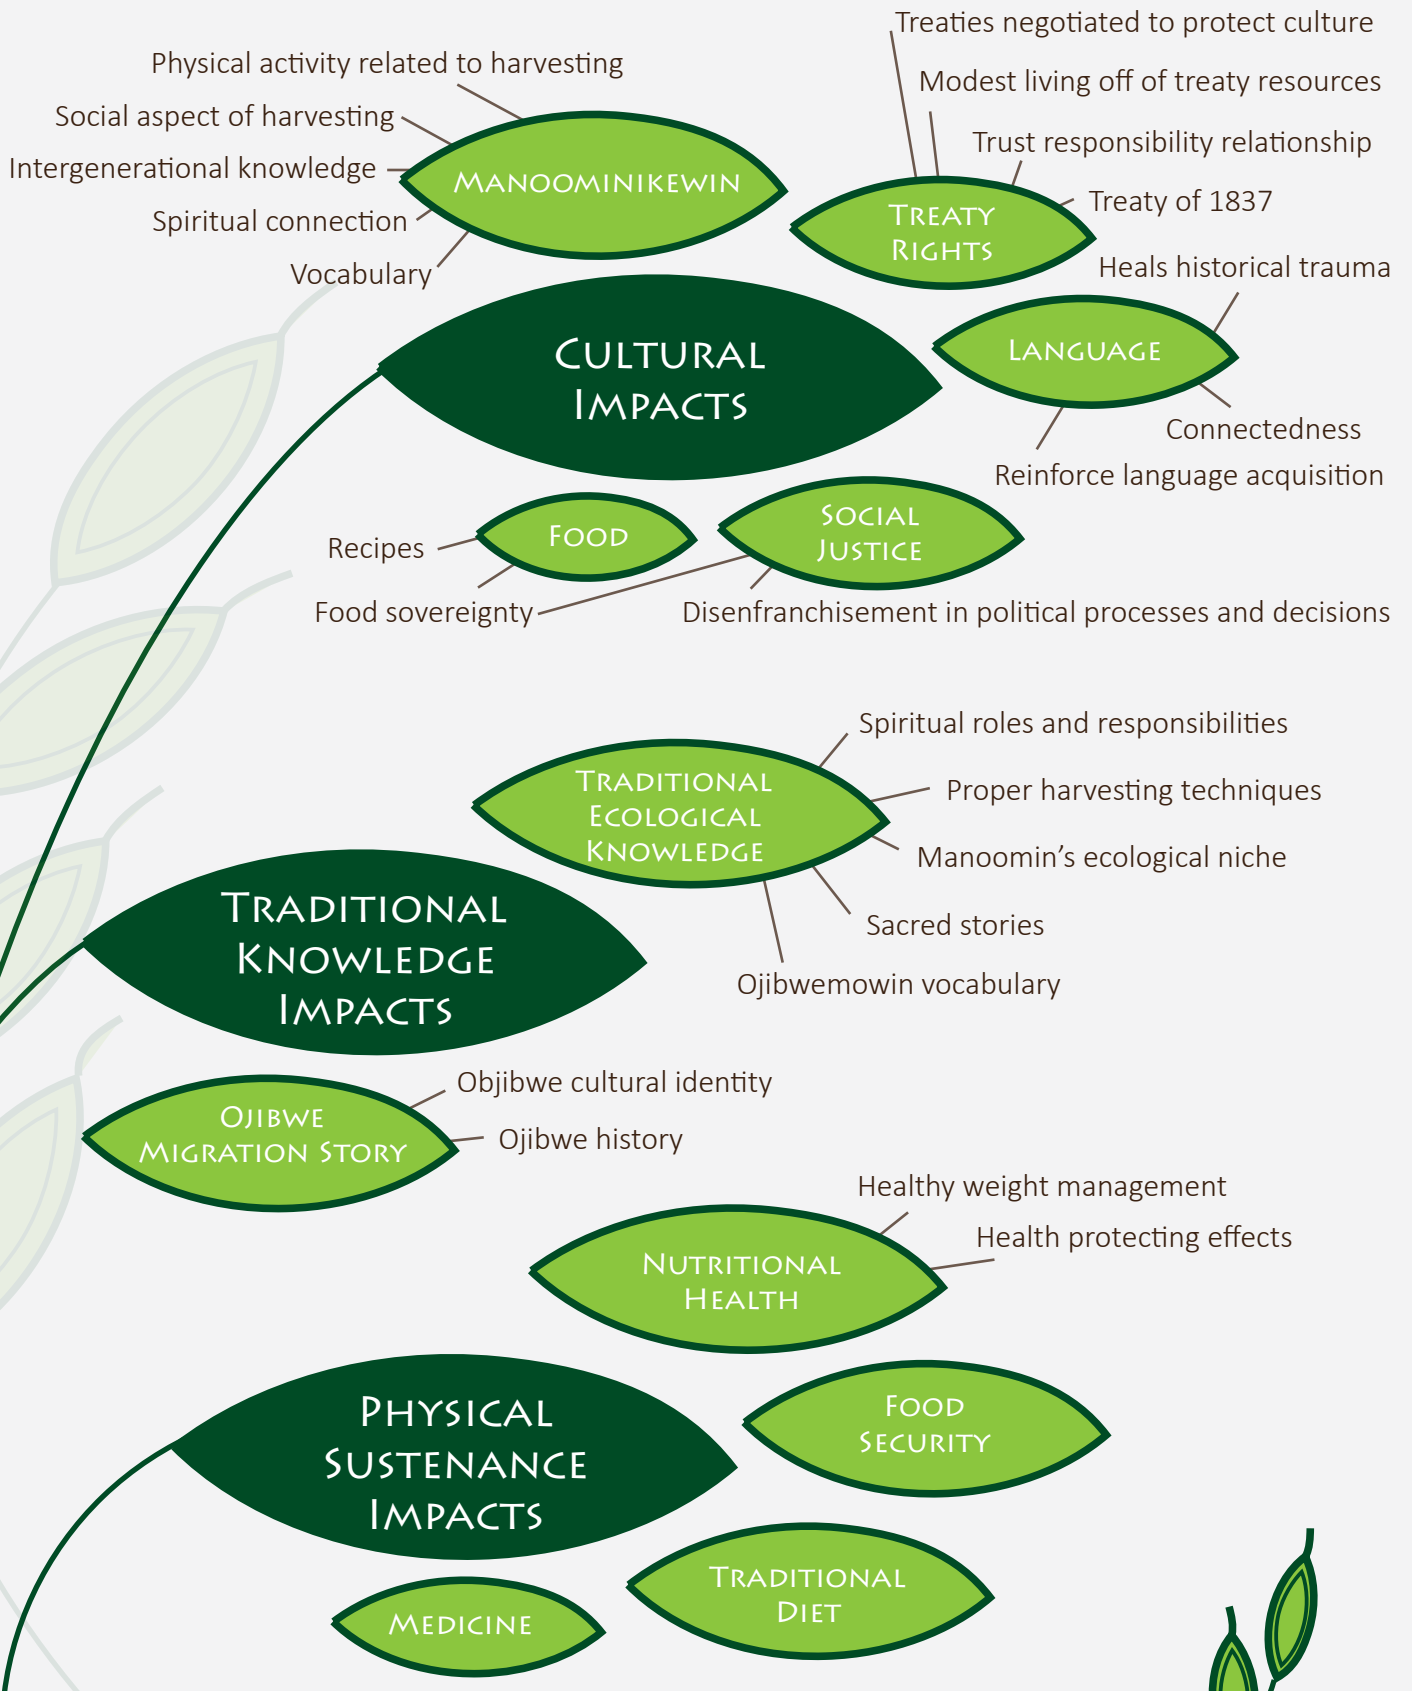 Treaties negotiated to protect culture
Physical activity related to harvesting
Modest living off of treaty resources
Social aspect of harvesting
Trust responsibility relationship
Intergenerational knowledge
Manoominikewin
Treaty of 1837
Spiritual connection
Treaty
Rights
Vocabulary
Heals historical trauma
Cultural
Impacts
Language
Connectedness
Reinforce language acquisition
Recipes
Food
Social
Justice
Food sovereignty
Disenfranchisement in political processes and decisions
Spiritual roles and responsibilities
Traditional
Ecological
Knowledge
Proper harvesting techniques
Manoomin’s ecological niche
Sacred stories
Ojibwemowin vocabulary
Traditional
Knowledge
Impacts
Objibwe cultural identity
Ojibwe
Migration Story
Ojibwe history
Healthy weight management
Health protecting effects
Nutritional
Health
Food
Security
Physical
Sustenance
Impacts
Traditional
Diet
Medicine